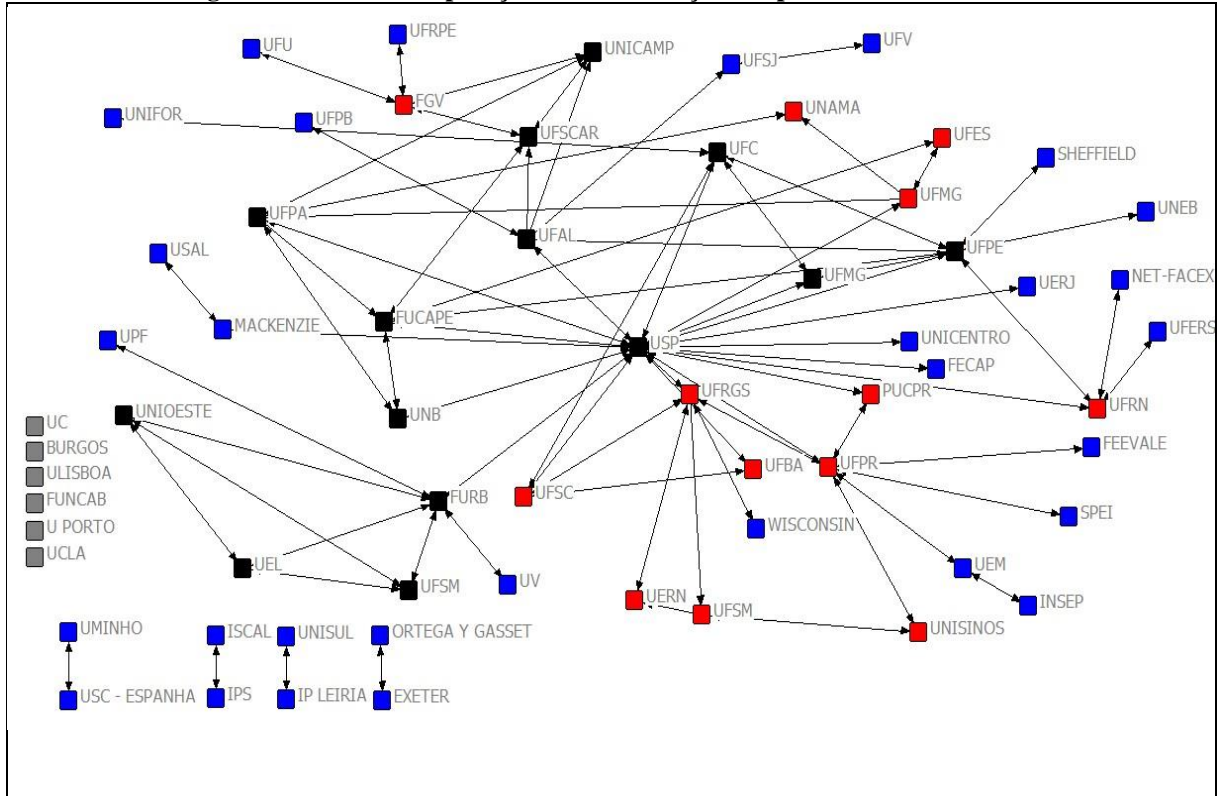 UFU
UFRPE
UNICAMP
UFSJ
UFV
FGV
UNIFOR
UFPB
UFSCAR
UNAMA
UFC
UFES
SHEFFIELD
UFMG
UFPA
UNEB
UFAL
UFPE
USAL
UFMG
UERJ
NET-FACEX
FUCAPE
MACKENZIE
UPF
USP
UNICENTRO
UFERS
FECAP
UFRGS
PUCPR
UFRN
UNIOESTE
UNB
UC
BURGOS
ULISBOA
FUNCAB
U PORTO
UCLA
FEEVALE
UFBA
UFPR
FURB
UFSC
SPEI
WISCONSIN
UEL
UFSM
UV
UEM
UERN
UFSM
INSEP
UNISINOS
UMINHO
ISCAL
UNISUL
ORTEGA Y GASSET
USC - ESPANHA
IPS
IP LEIRIA
EXETER